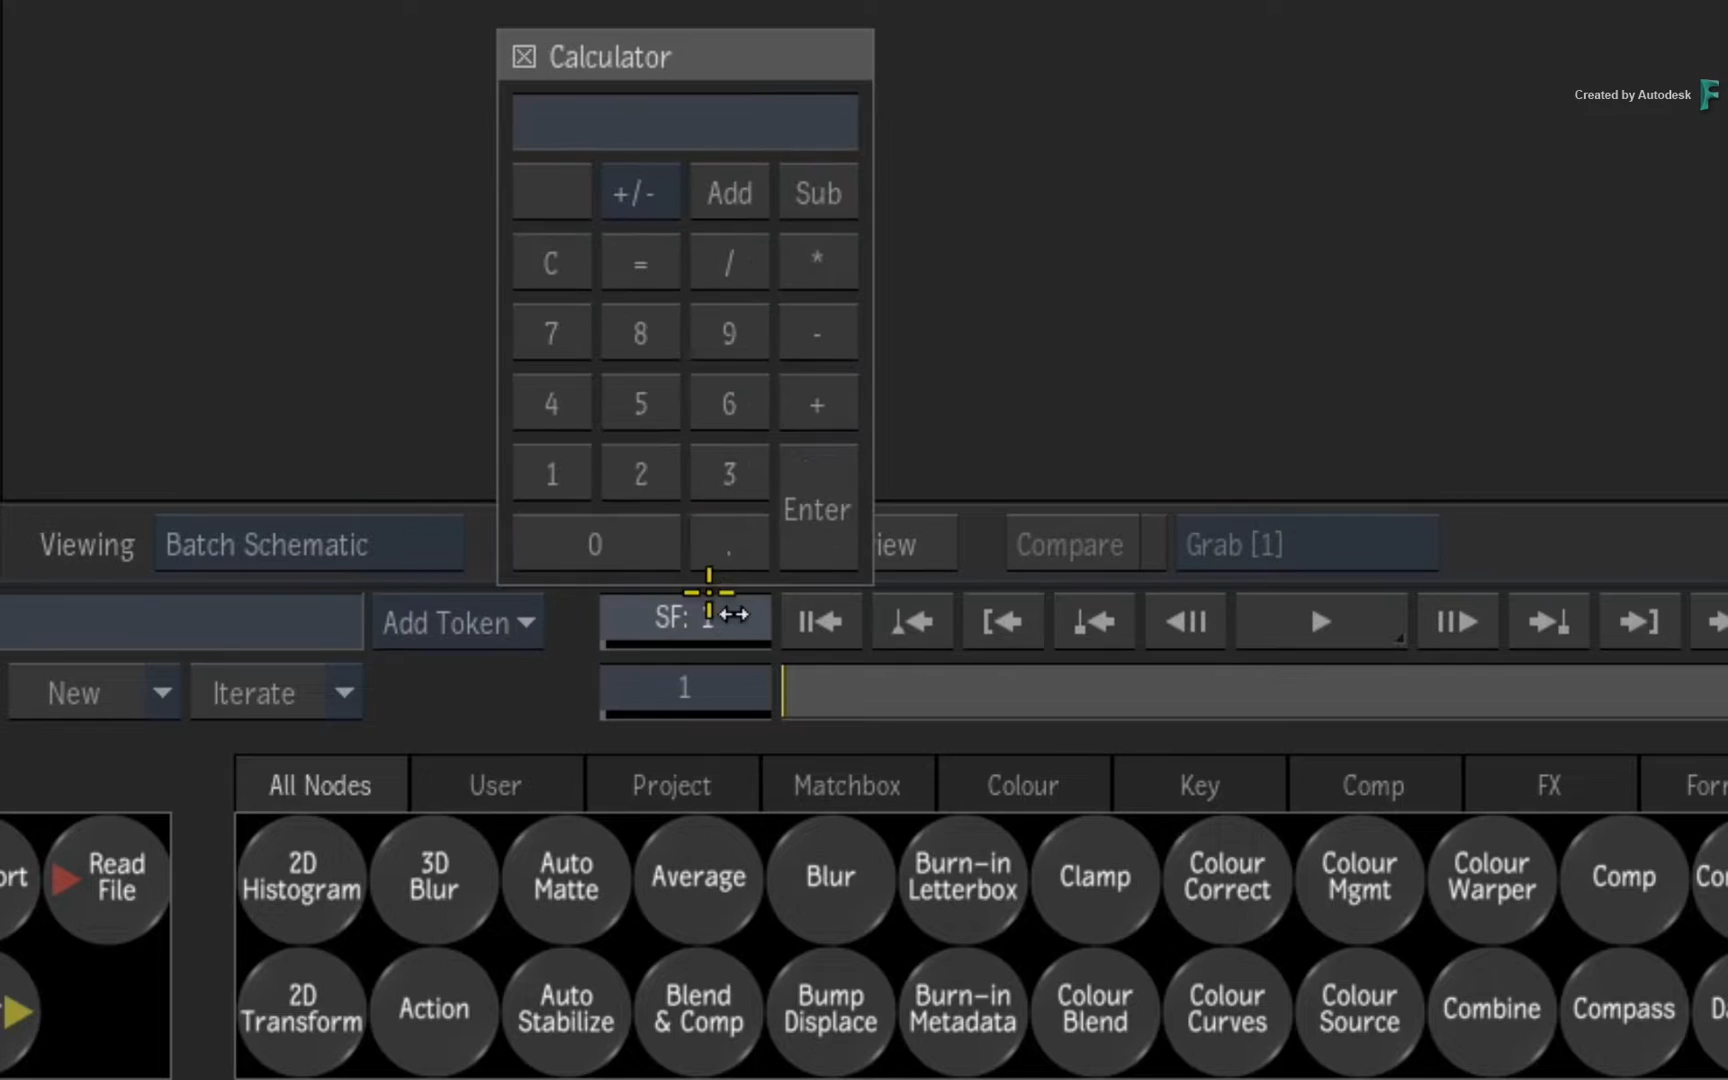 Calculator
Created by Autodesk
+/- Add Sub
C = / *
7 8 9 -
4 5 6 +
1 2 3
Enter
0 .
Viewing Batch Schematic iew Compare Grab [1]
Add Token SF: 1
New Iterate 1
All Nodes User Project Matchbox Colour Key Comp FX
Read
File
2D
Histogram
3D
Blur
Auto
Matte
Average
Blur
Burn-in
Letterbox
Clamp
Colour
Correct
Colour
Mgmt
Colour
Warper
Comp
2D
Transform
Action
Auto
Stabilize
Blend
& Comp
Bump
Displace
Burn-in
Metadata
Colour
Blend
Colour
Curves
Colour
Source
Combine
Compass